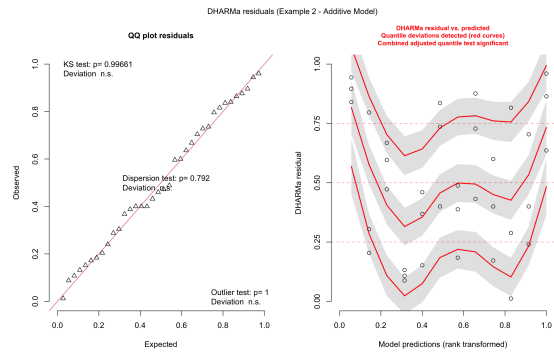 DHARMa residuals (Example 2 - Additive Model)
QQ plot residuals
KS test: p= 0.99661
Deviation n.s.
Dispersion test: p= 0.792
Deviation n.s.
Outlier test: p= 1
Deviation n.s.
Observed
0.0
0.2
0.4
0.6
0.8
1.0
0.0 0.2 0.4 0.6 0.8 1.0
Expected
DHARMa residual vs. predicted
Quantile deviations detected (red curves)
Combined adjusted quantile test significant
DHARMa residual
0.00
0.25
0.50
0.75
1.00
0.0 0.2 0.4 0.6 0.8 1.0
Model predictions (rank transformed)